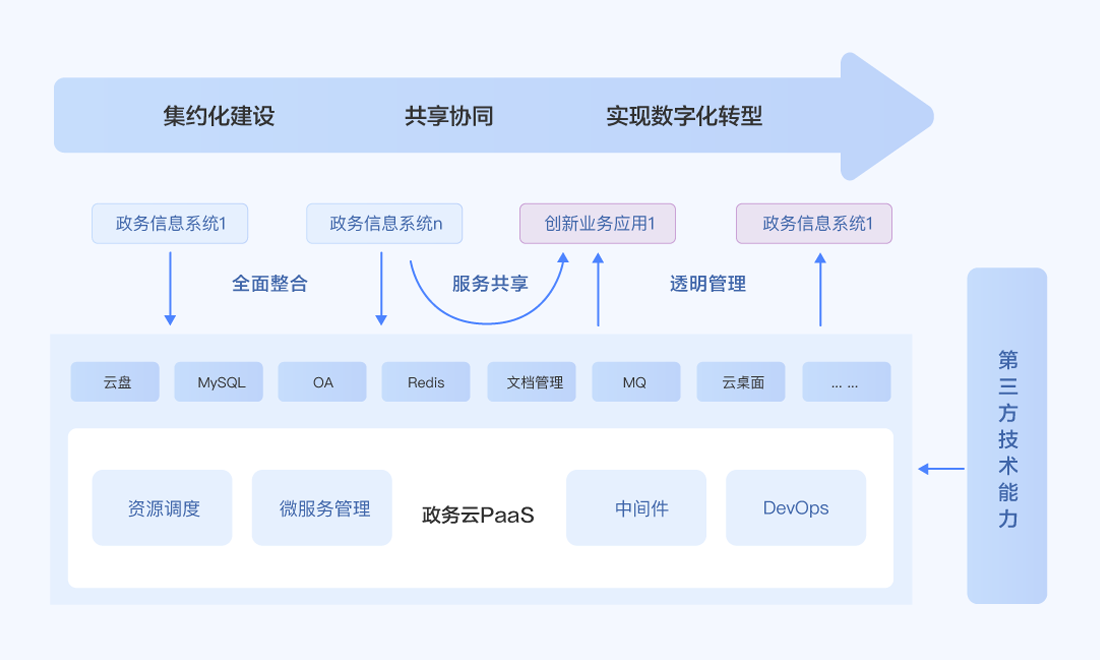 集约化建设
共享协同
实现数字化转型
政务信息系统1
政务信息系统n
创新业务应用1
政务信息系统1
全面整合
服务共享
透明管理
云盘
MySQL
OA
Redis
文档管理
MQ
云桌面
... ...
资源调度
微服务管理
政务云PaaS
中间件
DevOps
第三方技术能力